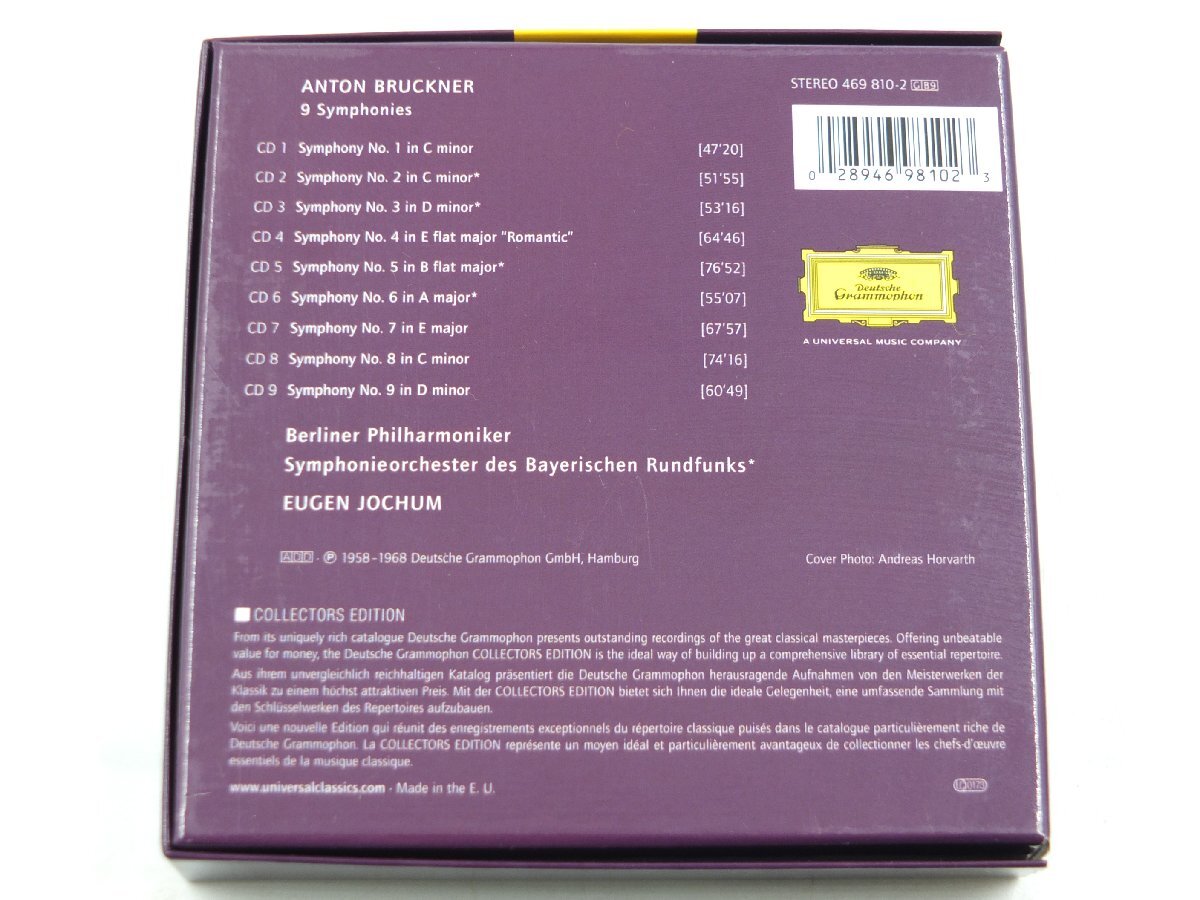 ANTON BRUCKNER
9 Symphonies
STEREO 469 810-2 GB9
0 28946 98102 3
CD 1 Symphony No. 1 in C minor [47'20]
CD 2 Symphony No. 2 in C minor* [51'55]
CD 3 Symphony No. 3 in D minor* [53'16]
CD 4 Symphony No. 4 in E flat major "Romantic" [64'46]
CD 5 Symphony No. 5 in B flat major* [76'52]
CD 6 Symphony No. 6 in A major* [55'07]
CD 7 Symphony No. 7 in E major [67'57]
CD 8 Symphony No. 8 in C minor [74'16]
CD 9 Symphony No. 9 in D minor [60'49]
Deutsche
Grammophon
A UNIVERSAL MUSIC COMPANY
Berliner Philharmoniker
Symphonieorchester des Bayerischen Rundfunks*
EUGEN JOCHUM
ADD · ℗ 1958-1968 Deutsche Grammophon GmbH, Hamburg
Cover Photo: Andreas Horvarth
COLLECTORS EDITION
From its uniquely rich catalogue Deutsche Grammophon presents outstanding recordings of the great classical masterpieces. Offering unbeatable
value for money, the Deutsche Grammophon COLLECTORS EDITION is the ideal way of building up a comprehensive library of essential repertoire.
Aus ihrem unvergleichlich reichhaltigen Katalog präsentiert die Deutsche Grammophon herausragende Aufnahmen von den Meisterwerken der
Klassik zu einem höchst attraktiven Preis. Mit der COLLECTORS EDITION bietet sich Ihnen die ideale Gelegenheit, eine umfassende Sammlung mit
den Schlüsselwerken des Repertoires aufzubauen.
Voici une nouvelle Edition qui réunit des enregistrements exceptionnels du répertoire classique puisés dans le catalogue particulièrement riche de
Deutsche Grammophon. La COLLECTORS EDITION représente un moyen idéal et particulièrement avantageux de collectionner les chefs-d'œuvre
essentiels de la musique classique.
www.universalclassics.com · Made in the E. U.